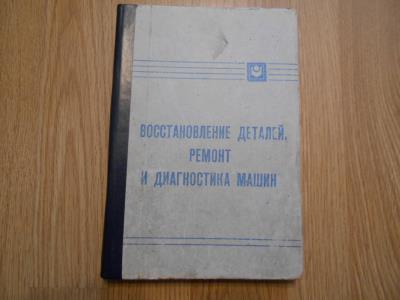 ВОССТАНОВЛЕНИЕ ДЕТАЛЕЙ,
РЕМОНТ
И ДИАГНОСТИКА МАШИН